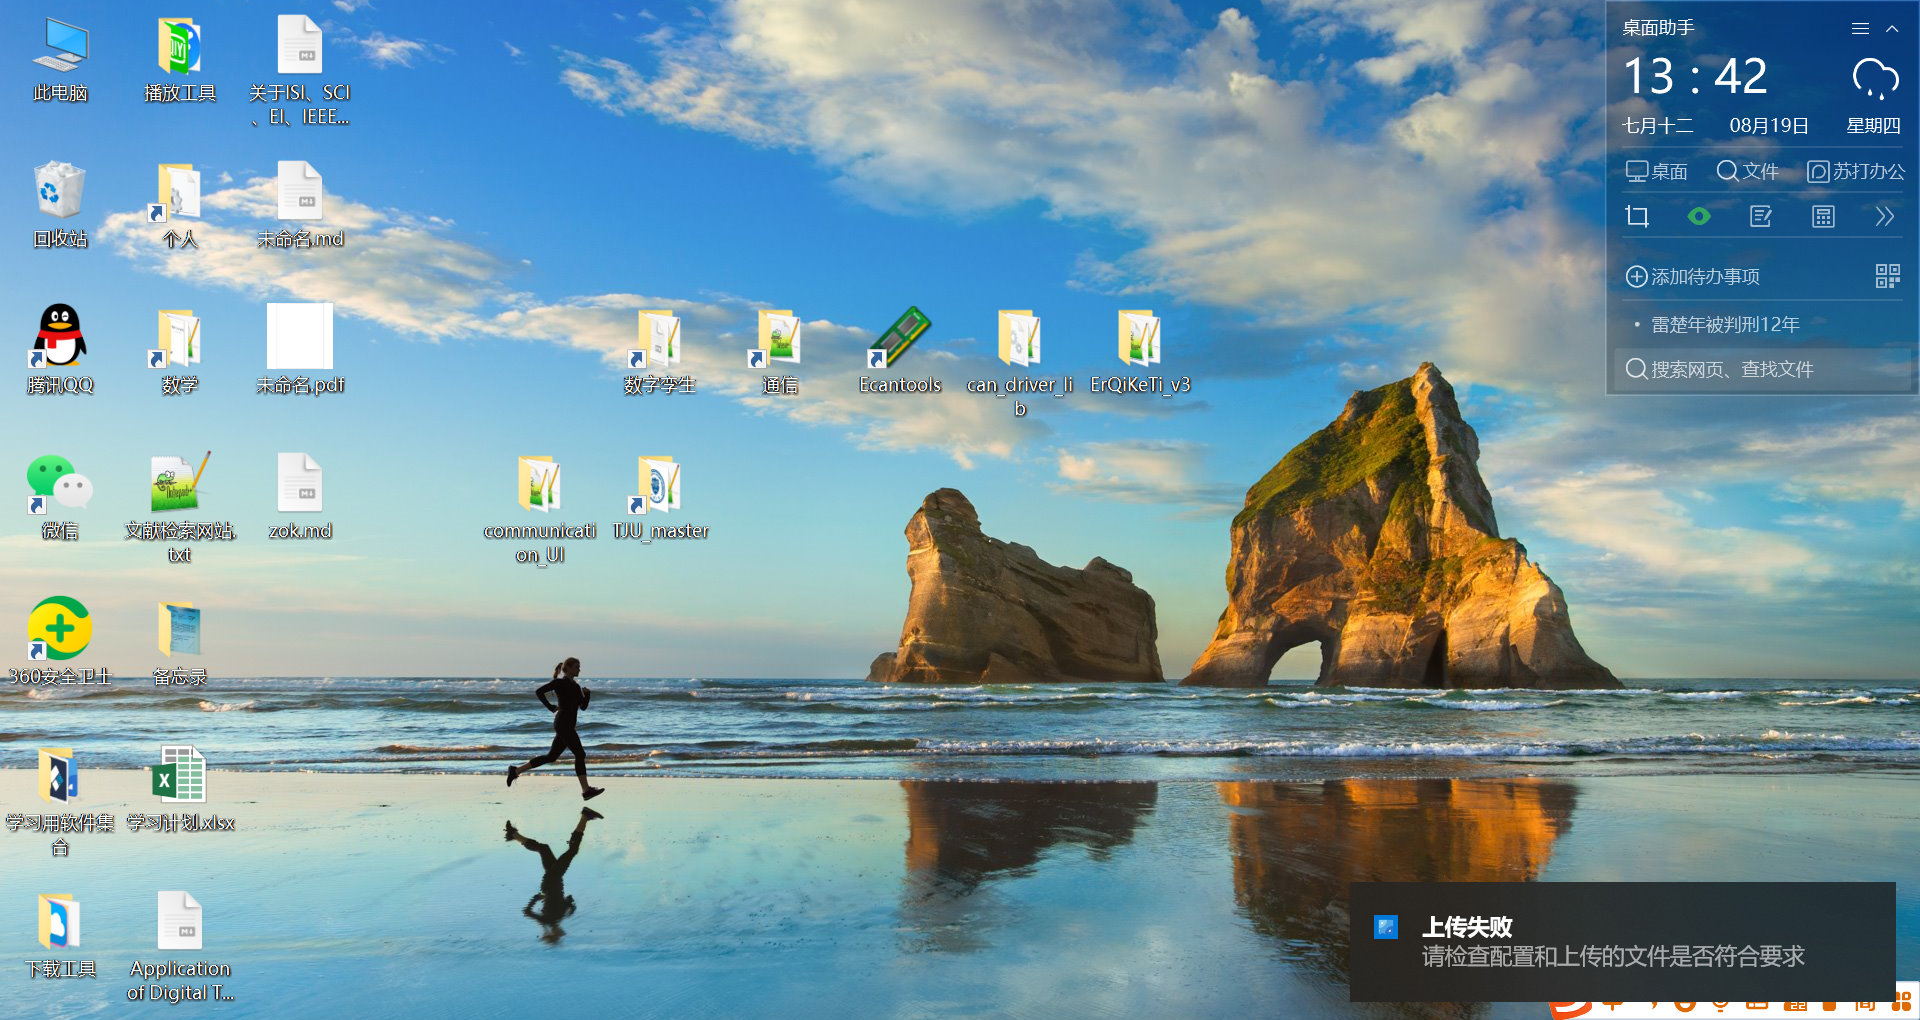 此电脑
播放工具
关于ISI、SCI
、EI、IEEE...
回收站
个人
未命名.md
腾讯QQ
数学
未命名.pdf
数字孪生
通信
Ecantools
can_driver_li
b
ErQiKeTi_v3
微信
文献检索网站.
txt
zok.md
communicati
on_UI
TJU_master
360安全卫士
备忘录
学习用软件集
合
学习计划.xlsx
下载工具
Application
of Digital T...
桌面助手
13 : 42
七月十二 08月19日 星期四
桌面 文件 苏打办公
添加待办事项
• 雷楚年被判刑12年
搜索网页、查找文件
上传失败
请检查配置和上传的文件是否符合要求